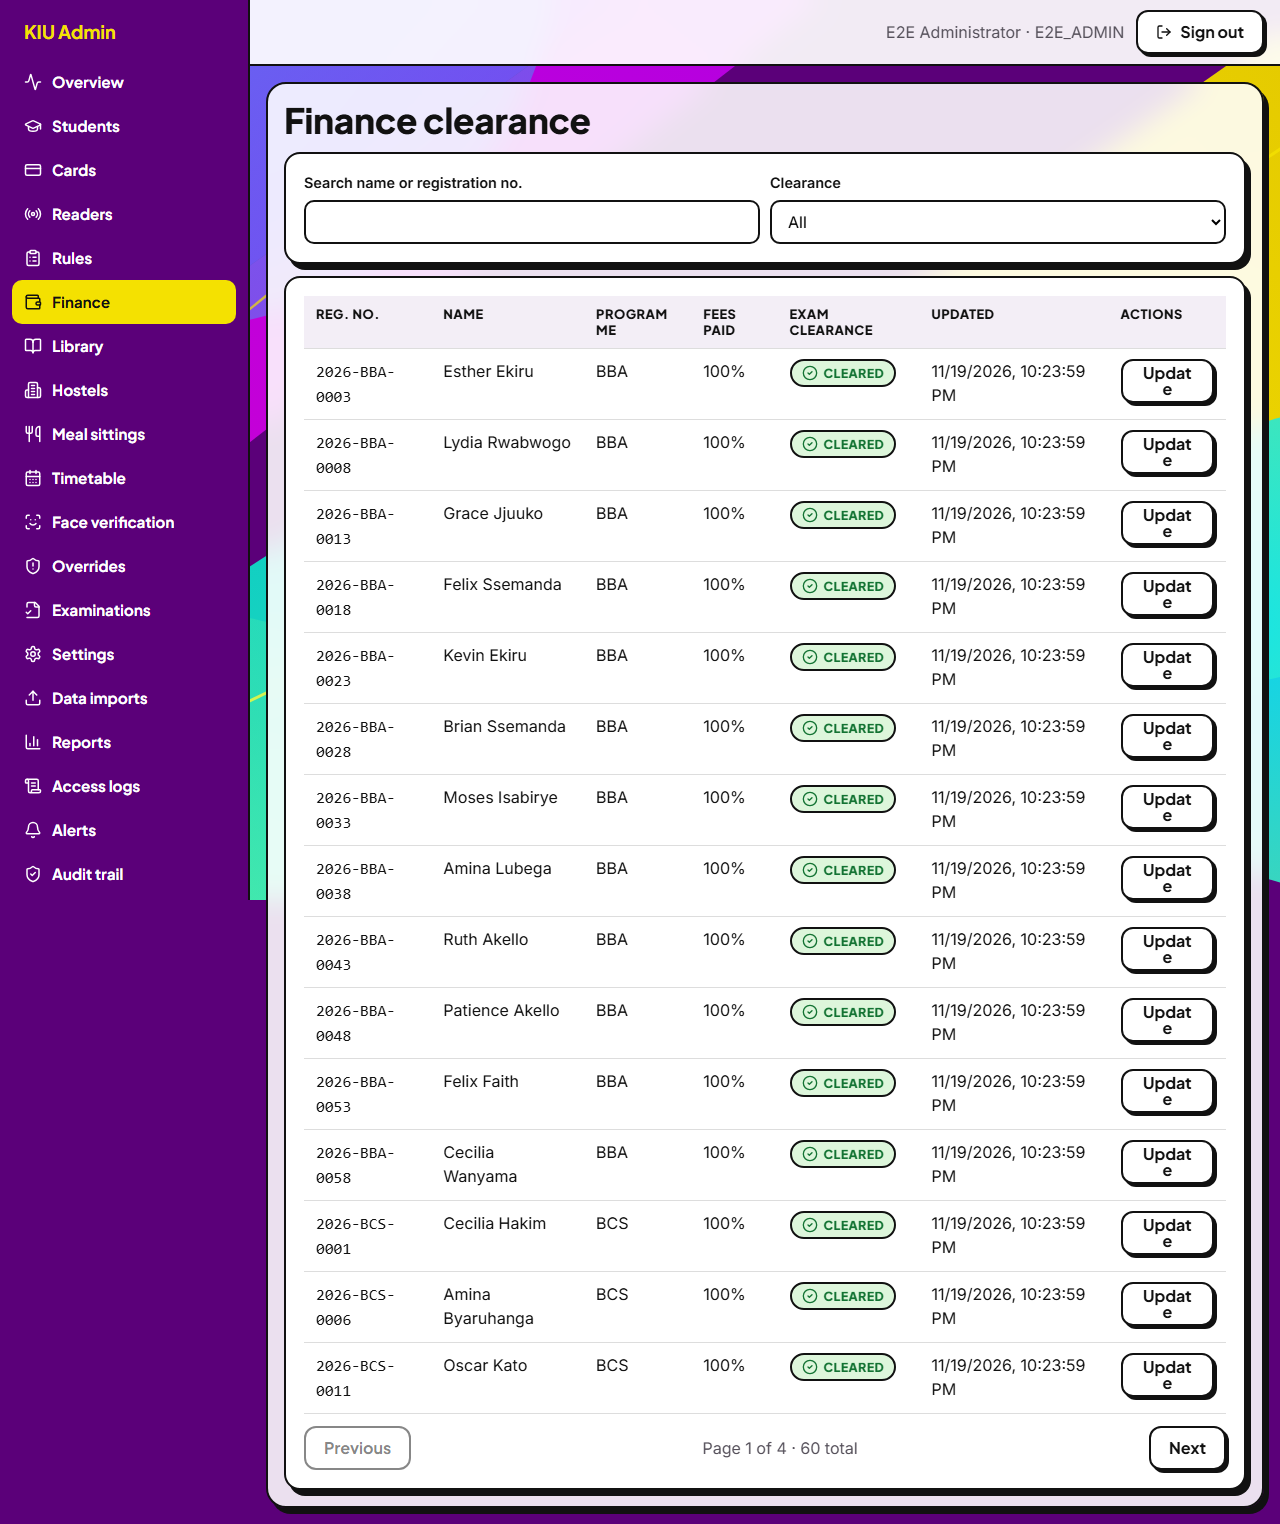 KIU Admin
E2E Administrator · E2E_ADMIN
Sign out
Overview
Students
Cards
Readers
Rules
Finance
Library
Hostels
Meal sittings
Timetable
Face verification
Overrides
Examinations
Settings
Data imports
Reports
Access logs
Alerts
Audit trail
Finance clearance
Search name or registration no.
Clearance
All
REG. NO. NAME PROGRAM FEES EXAM UPDATED ACTIONS
ME PAID CLEARANCE
2026-BBA- Esther Ekiru BBA 100% CLEARED 11/19/2026, 10:23:59 Updat
0003 PM e
2026-BBA- Lydia Rwabwogo BBA 100% CLEARED 11/19/2026, 10:23:59 Updat
0008 PM e
2026-BBA- Grace Jjuuko BBA 100% CLEARED 11/19/2026, 10:23:59 Updat
0013 PM e
2026-BBA- Felix Ssemanda BBA 100% CLEARED 11/19/2026, 10:23:59 Updat
0018 PM e
2026-BBA- Kevin Ekiru BBA 100% CLEARED 11/19/2026, 10:23:59 Updat
0023 PM e
2026-BBA- Brian Ssemanda BBA 100% CLEARED 11/19/2026, 10:23:59 Updat
0028 PM e
2026-BBA- Moses Isabirye BBA 100% CLEARED 11/19/2026, 10:23:59 Updat
0033 PM e
2026-BBA- Amina Lubega BBA 100% CLEARED 11/19/2026, 10:23:59 Updat
0038 PM e
2026-BBA- Ruth Akello BBA 100% CLEARED 11/19/2026, 10:23:59 Updat
0043 PM e
2026-BBA- Patience Akello BBA 100% CLEARED 11/19/2026, 10:23:59 Updat
0048 PM e
2026-BBA- Felix Faith BBA 100% CLEARED 11/19/2026, 10:23:59 Updat
0053 PM e
2026-BBA- Cecilia BBA 100% CLEARED 11/19/2026, 10:23:59 Updat
0058 Wanyama PM e
2026-BCS- Cecilia Hakim BCS 100% CLEARED 11/19/2026, 10:23:59 Updat
0001 PM e
2026-BCS- Amina BCS 100% CLEARED 11/19/2026, 10:23:59 Updat
0006 Byaruhanga PM e
2026-BCS- Oscar Kato BCS 100% CLEARED 11/19/2026, 10:23:59 Updat
0011 PM e
Previous Page 1 of 4 · 60 total Next